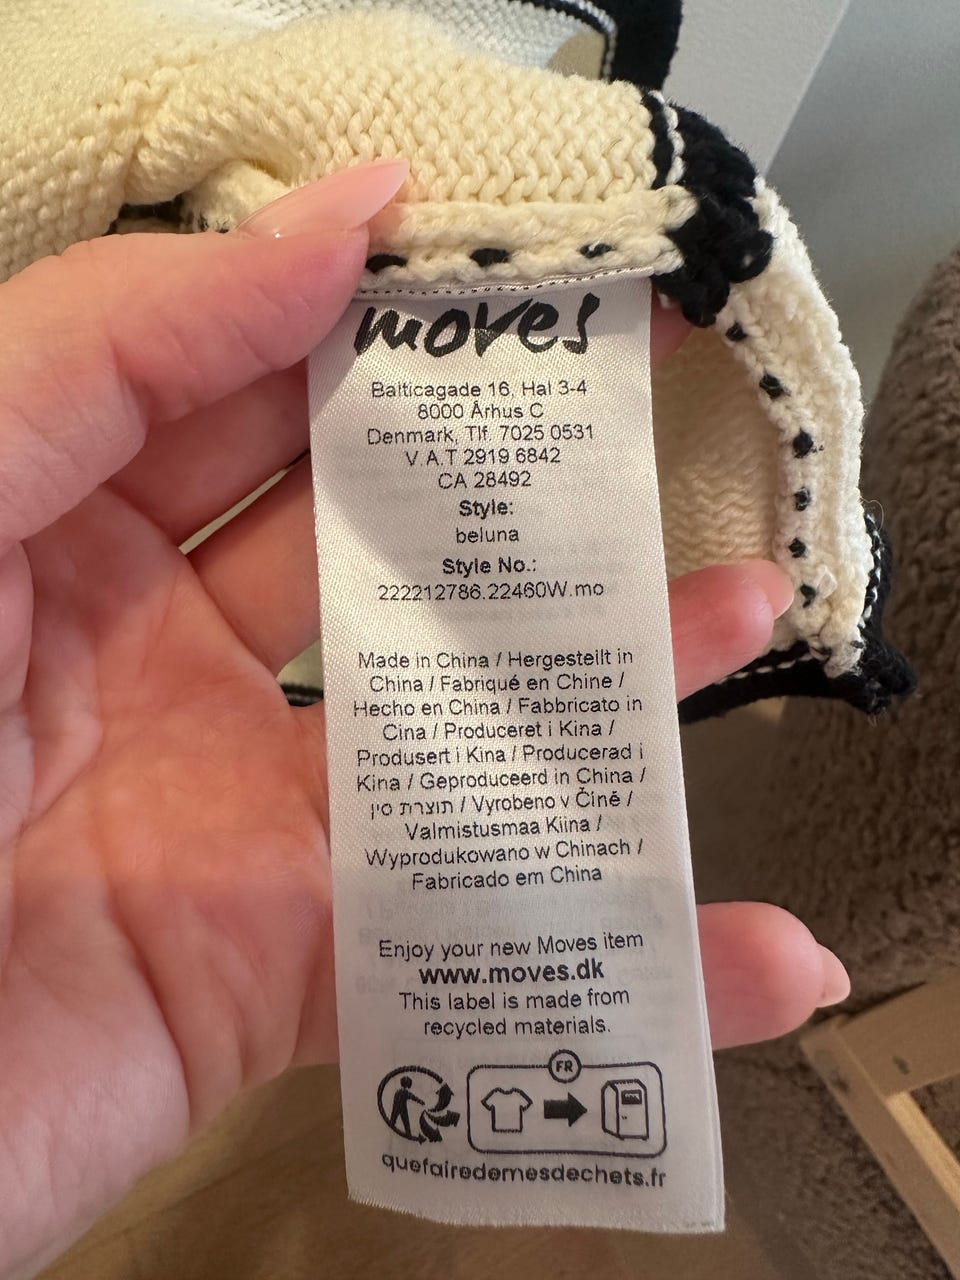 moves
Balticagade 16, Hal 3-4
8000 Århus C
Denmark, Tlf. 7025 0531
V.A.T 2919 6842
CA 28492
Style:
beluna
Style No.:
222212786.22460W.mo
Made in China / Hergesteilt in
China / Fabriqué en Chine /
Hecho en China / Fabbricato in
Cina / Produceret i Kina /
Produsert i Kina / Producerad i
Kina / Geproduceerd in China /
תוצרת סין / Vyrobeno v Číně /
Valmistusmaa Kiina /
Wyprodukowano w Chinach /
Fabricado em China
Enjoy your new Moves item
www.moves.dk
This label is made from
recycled materials.
FR
quefairedemesdechets.fr